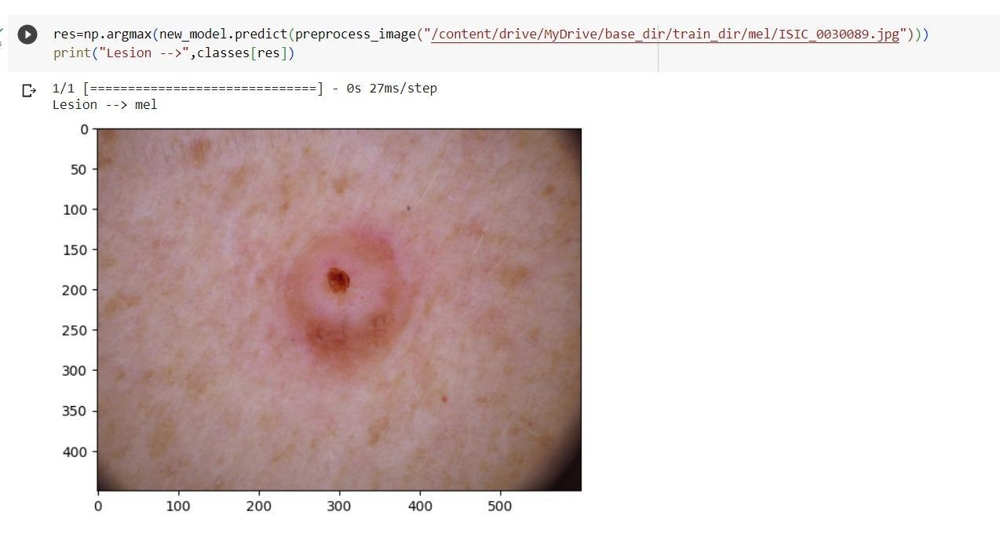 res=np.argmax(new_model.predict(preprocess_image("/content/drive/MyDrive/base_dir/train_dir/mel/ISIC_0030089.jpg")))
print("Lesion -->",classes[res])
1/1 [==============================] - 0s 27ms/step
Lesion --> mel
0
50
100
150
200
250
300
350
400
0 100 200 300 400 500